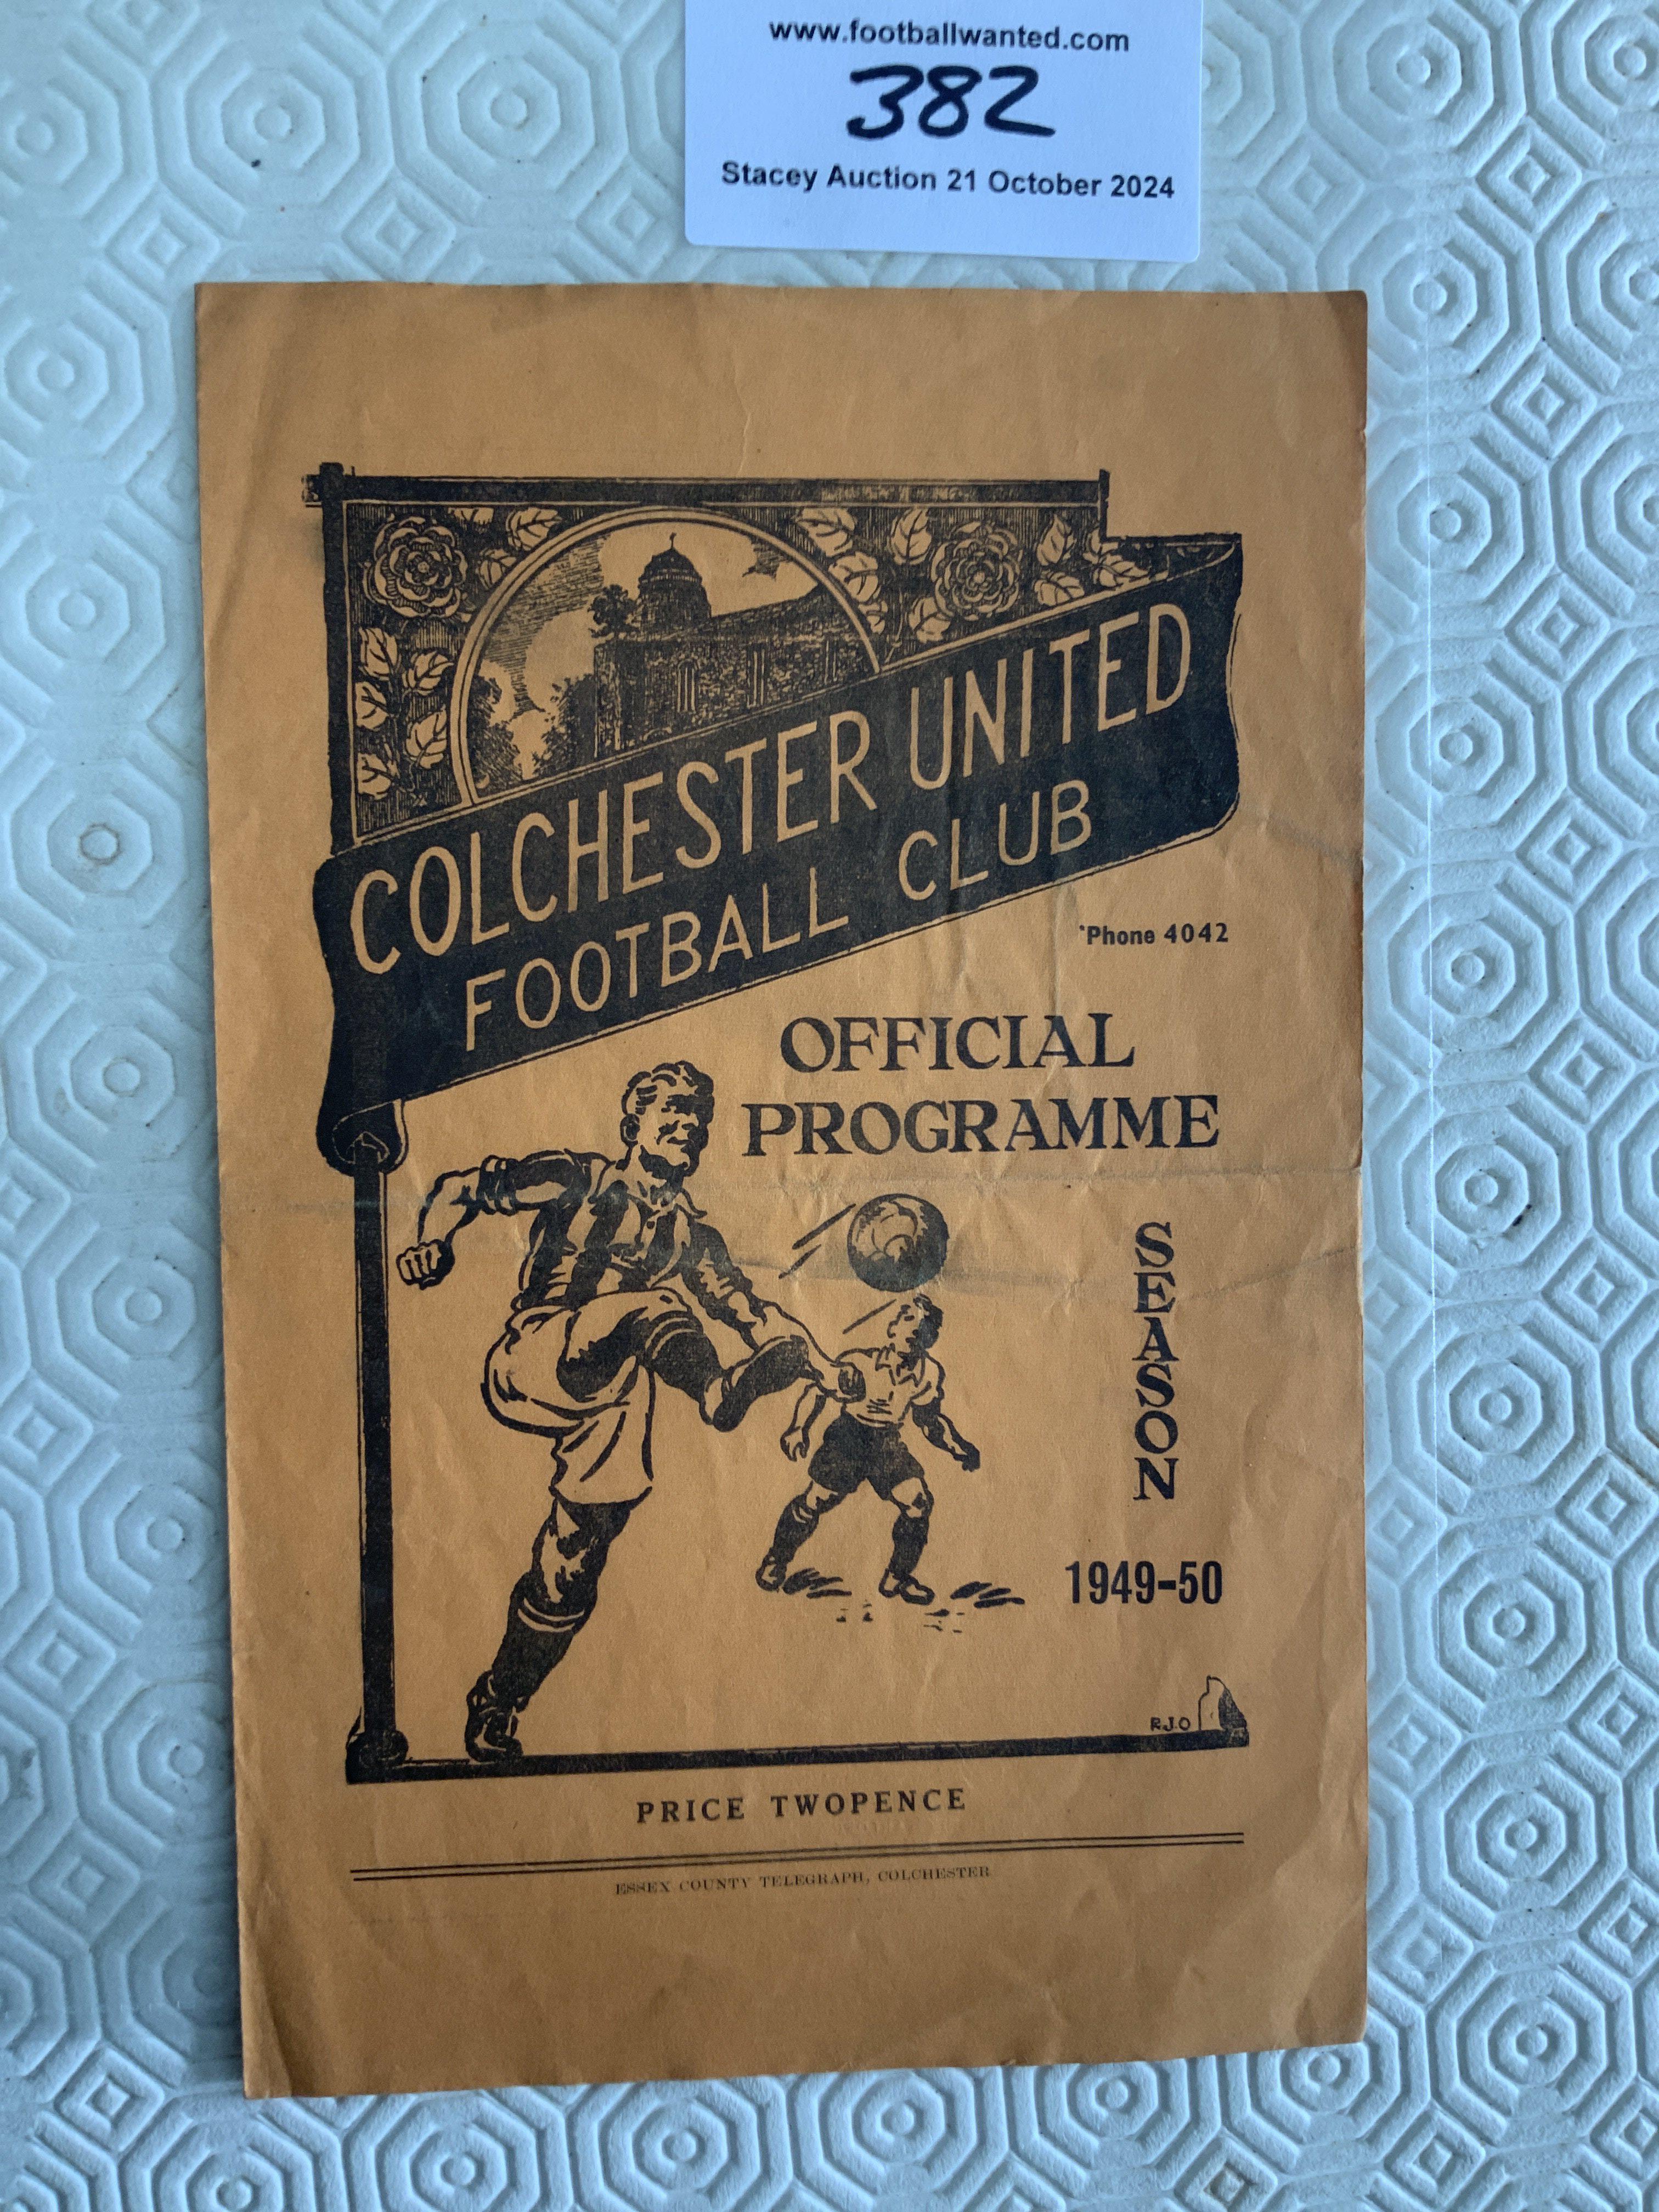 www.footballwanted.com
382
Stacey Auction 21 October 2024
COLCHESTER UNITED
FOOTBALL CLUB
'Phone 4042
OFFICIAL
PROGRAMME
SEASON
1949-50
R.J.O
PRICE TWOPENCE
ESSEX COUNTY TELEGRAPH, COLCHESTER